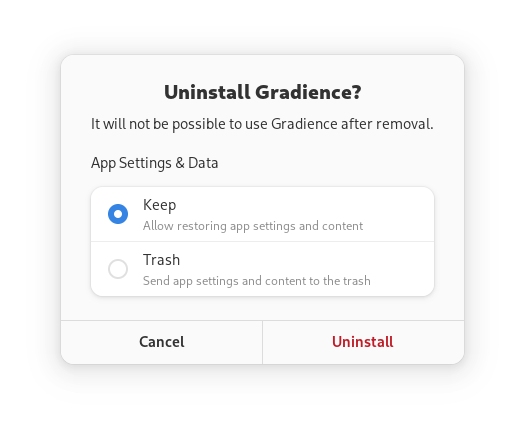 Uninstall Gradience?
It will not be possible to use Gradience after removal.
App Settings & Data
Keep
Allow restoring app settings and content
Trash
Send app settings and content to the trash
Cancel
Uninstall